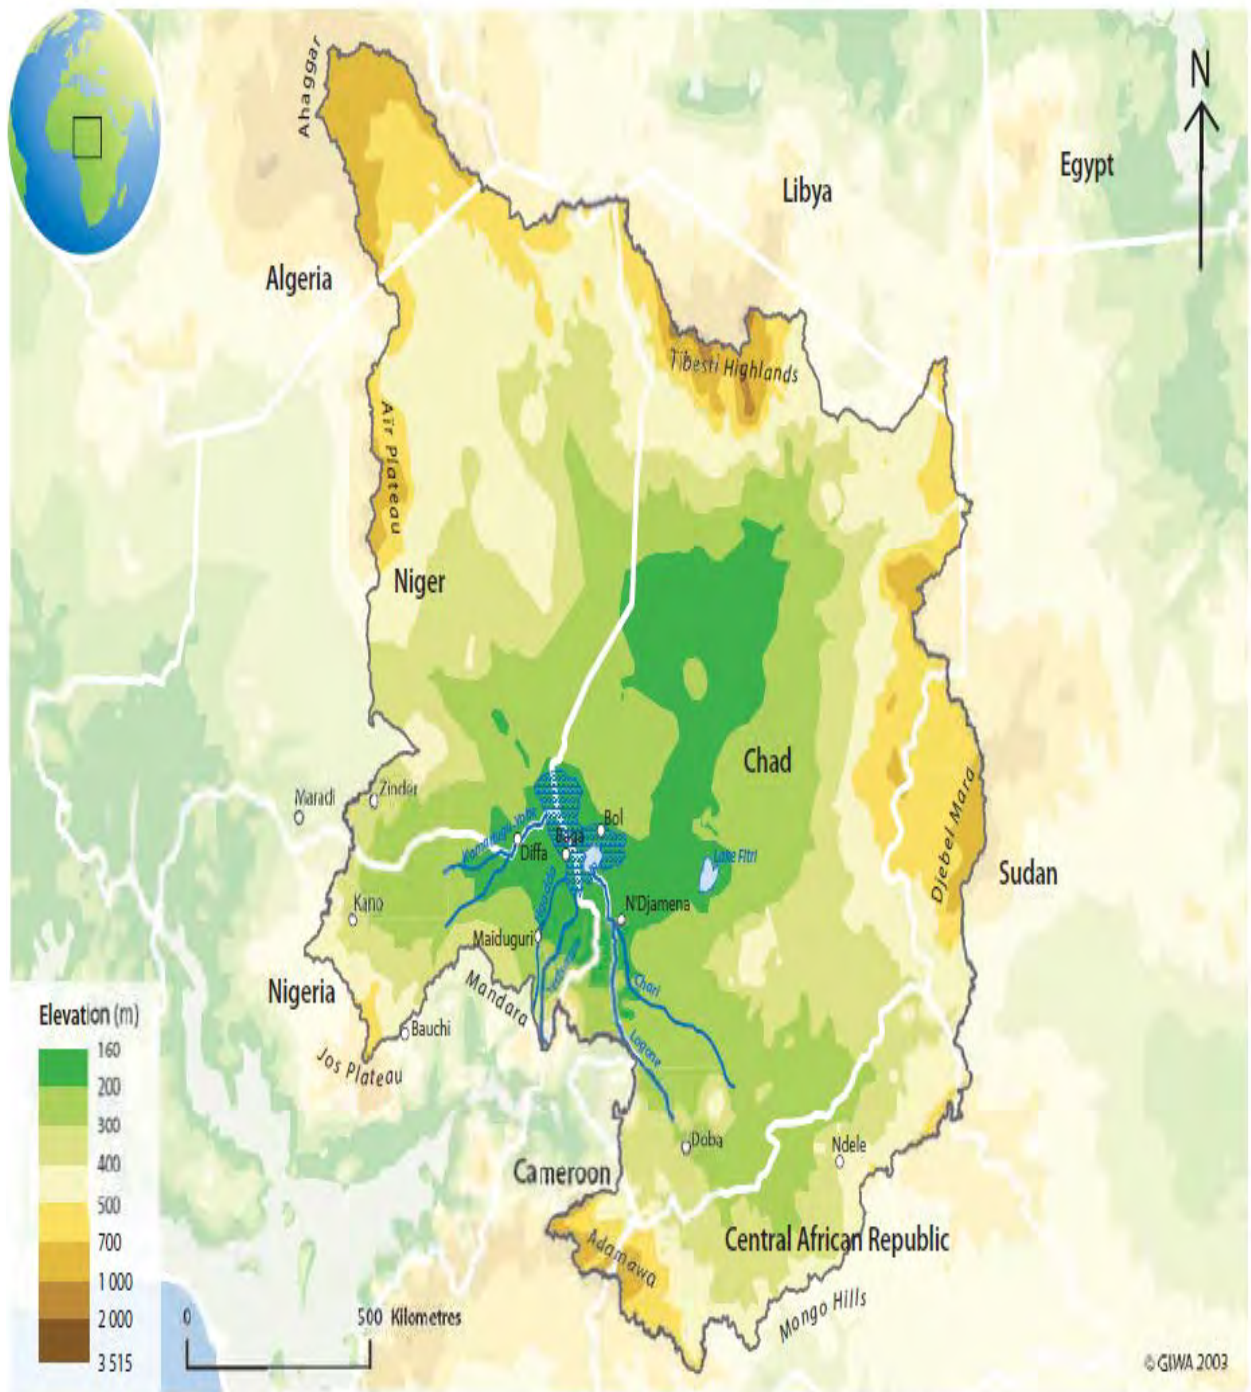 N
Ahaggar
Egypt
Libya
Algeria
Tibesti Highlands
Aïr Plateau
Niger
Chad
Zinder
Maradi
Bol
Baga
Diffa
Lake Fitri
Djebel Mara
Sudan
Kano
N'Djamena
Maiduguri
Nigeria
Mandara
Chari
Bauchi
Jos Plateau
Logone
Doba
Ndele
Cameroon
Central African Republic
Adamawa
Mongo Hills
Elevation (m)
160
200
300
400
500
700
1 000
2 000
3 515
0 500 Kilometres
© GIWA 2003